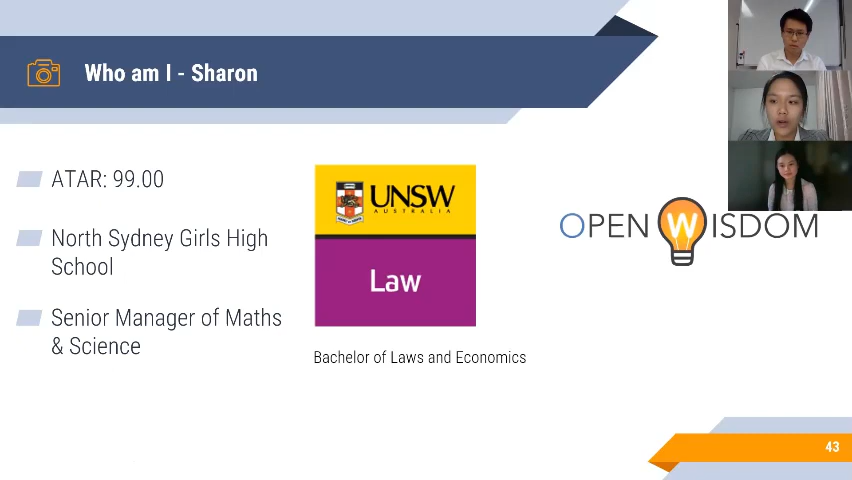 Who am I - Sharon
ATAR: 99.00
North Sydney Girls High
School
Senior Manager of Maths
& Science
UNSW
AUSTRALIA
Law
Bachelor of Laws and Economics
OPEN WISDOM
43